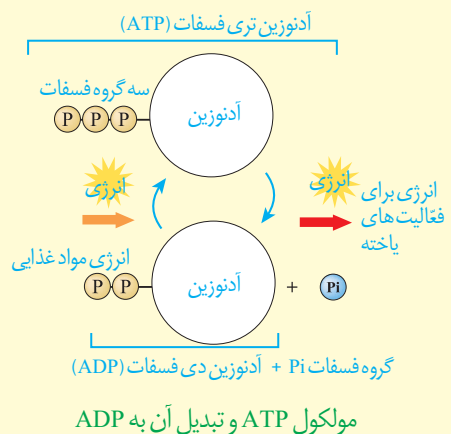 آدنوزین تری فسفات (ATP)
سه گروه فسفات
P P P
آدنوزین
انرژی
انرژی
انرژی برای
فعّالیت‌های
یاخته
انرژی مواد غذایی
P P
آدنوزین
+
Pi
گروه فسفات Pi + آدنوزین دی فسفات (ADP)
مولکول ATP و تبدیل آن به ADP